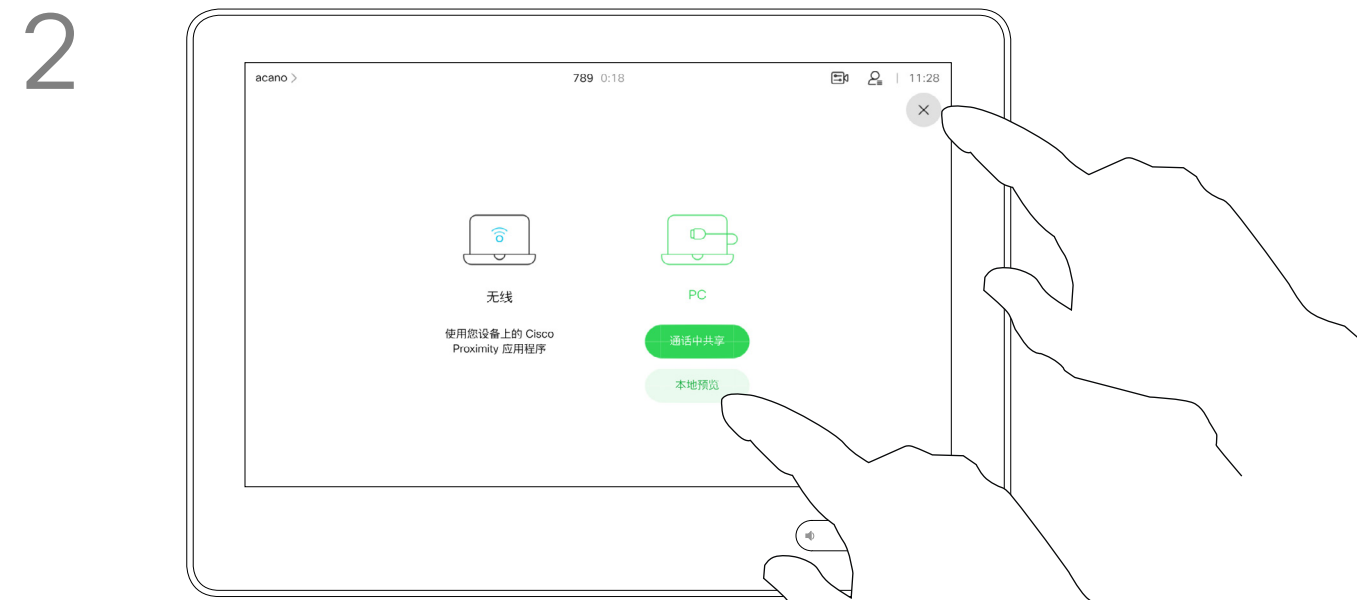 2
acano >
789 0:18
11:28
无线
使用您设备上的 Cisco
Proximity 应用程序
PC
通话中共享
本地预览